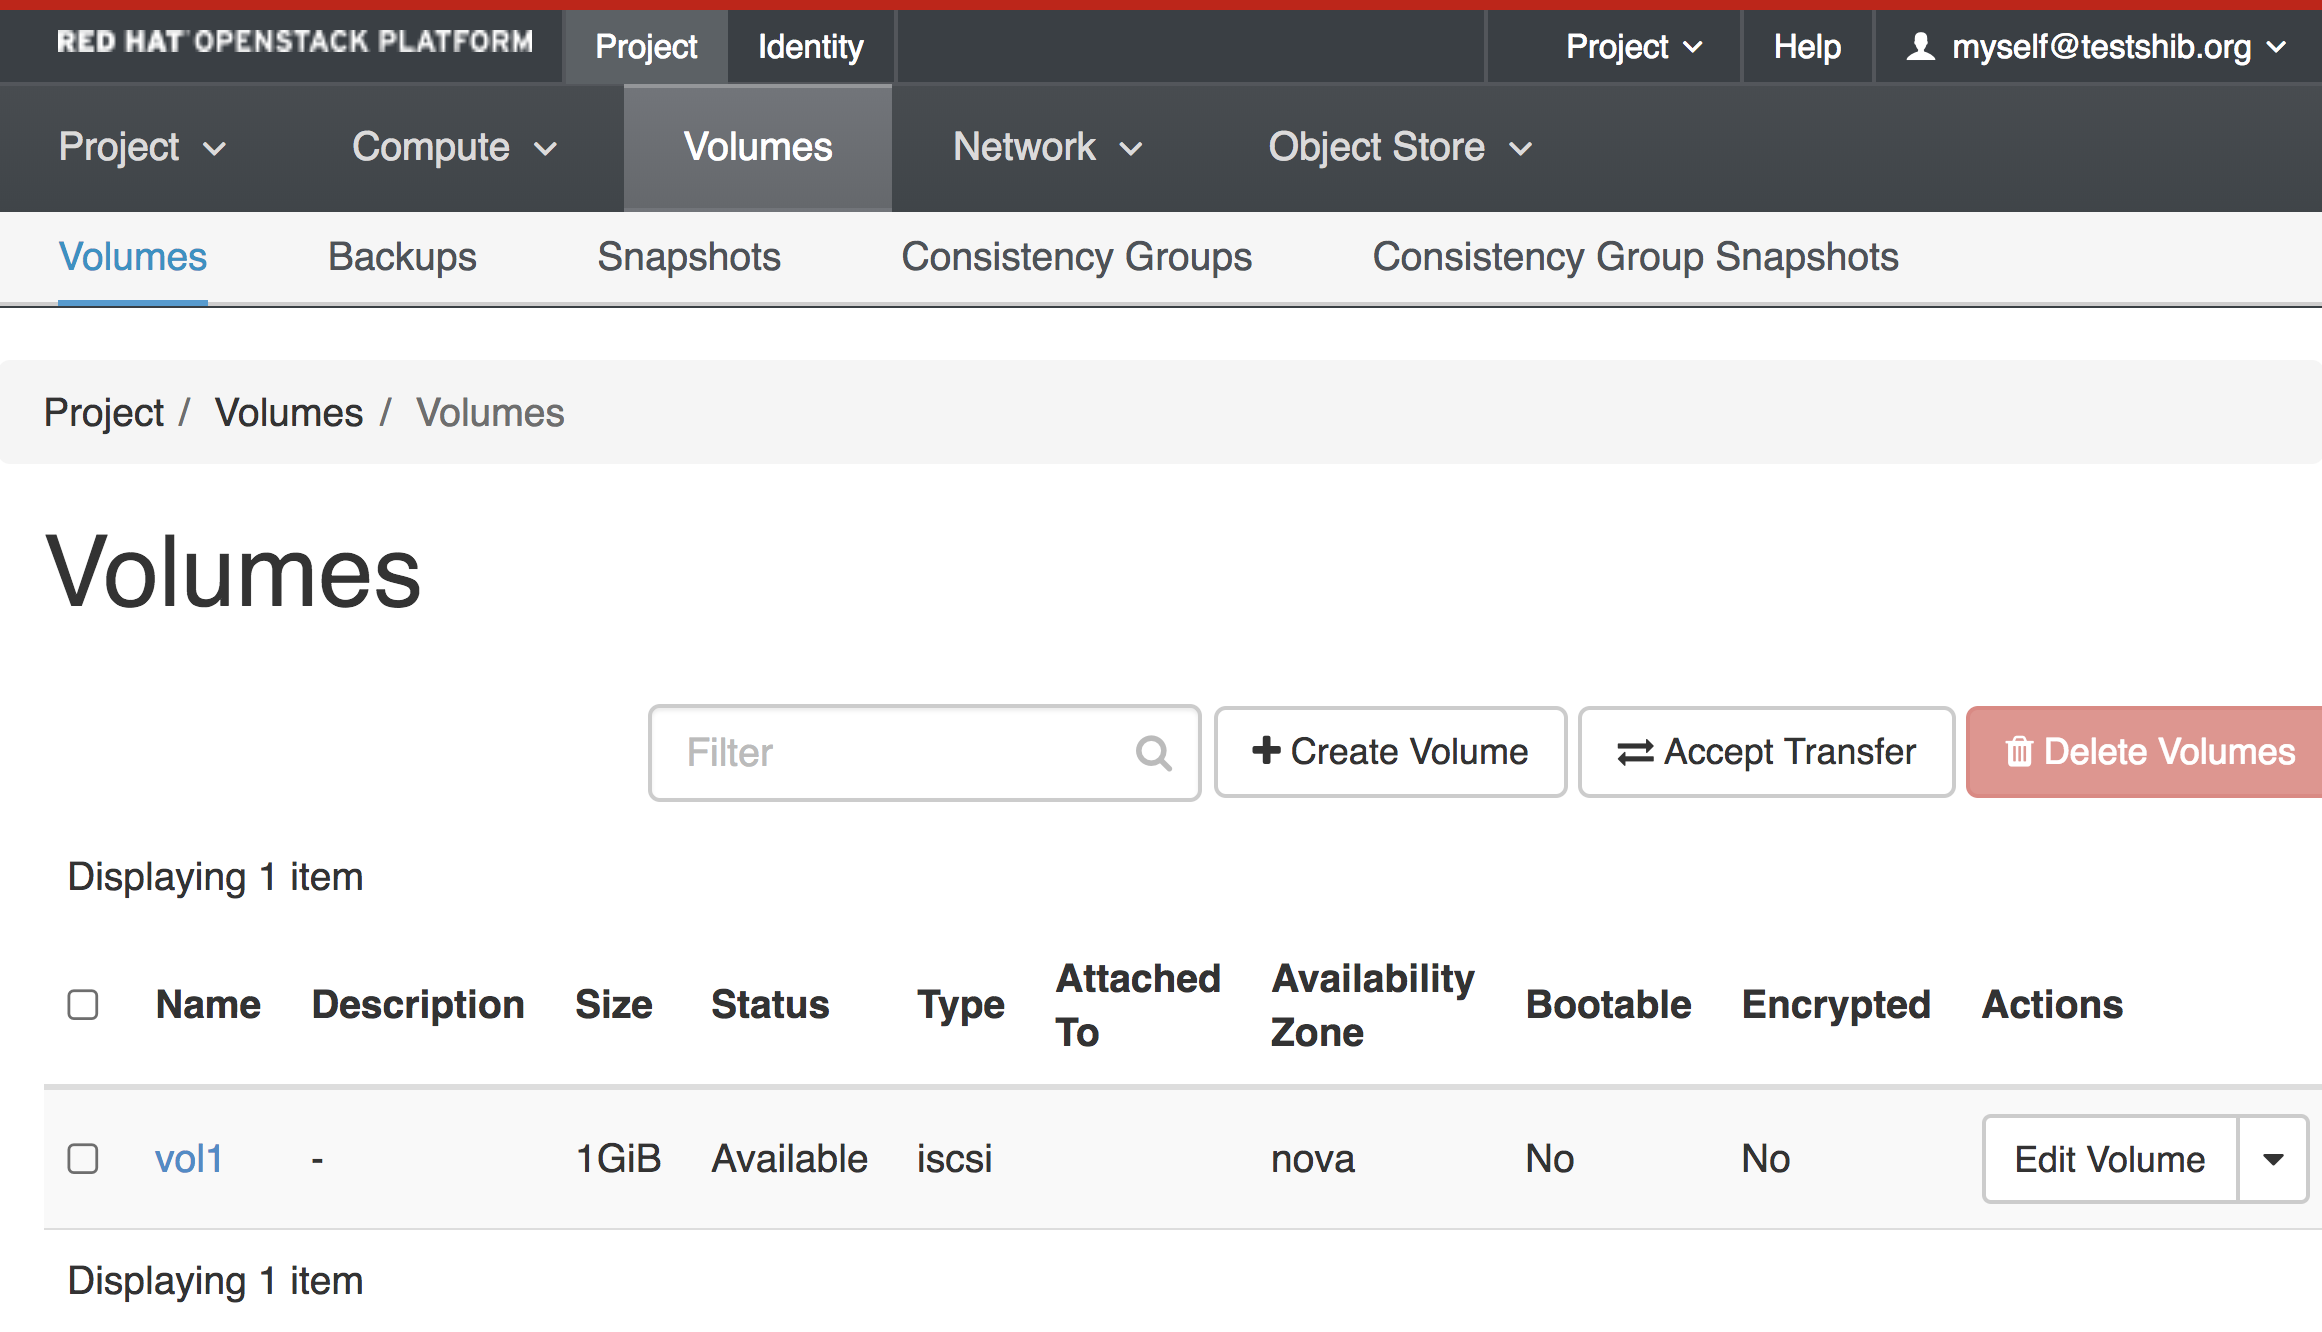 RED HAT OPENSTACK PLATFORM Project Identity Project Help myself@testshib.org
Project Compute Volumes Network Object Store
Volumes Backups Snapshots Consistency Groups Consistency Group Snapshots
Project / Volumes / Volumes
Volumes
Filter Create Volume Accept Transfer Delete Volumes
Displaying 1 item
Name Description Size Status Type Attached To Availability Zone Bootable Encrypted Actions
vol1 - 1GiB Available iscsi nova No No Edit Volume
Displaying 1 item